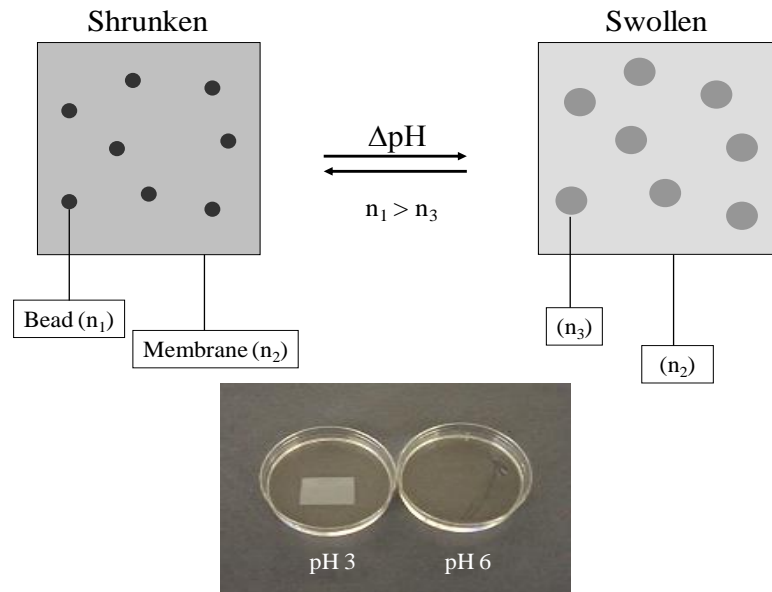 Shrunken
Swollen
ΔpH
n₁ > n₃
Bead (n₁)
Membrane (n₂)
(n₃)
(n₂)
pH 3
pH 6